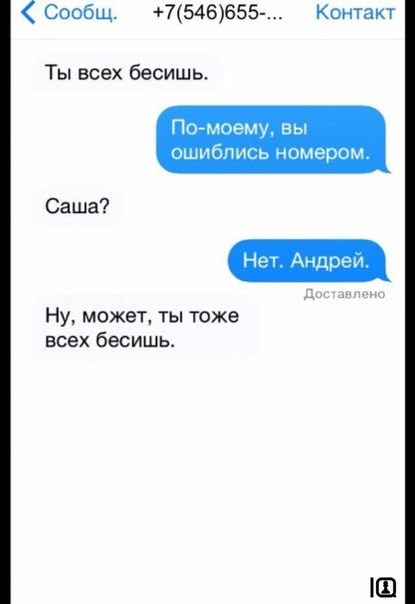 Сообщ. +7(546)655-... Контакт
Ты всех бесишь.
По-моему, вы
ошиблись номером.
Саша?
Нет. Андрей.
Доставлено
Ну, может, ты тоже
всех бесишь.